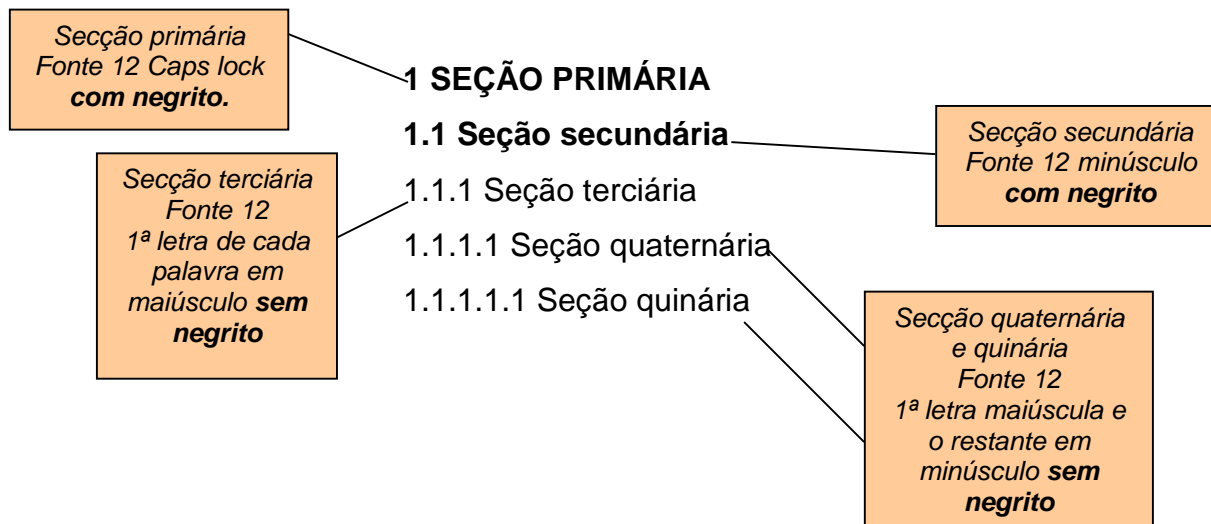 Secção primária
Fonte 12 Caps lock
com negrito.
1 SEÇÃO PRIMÁRIA
1.1 Seção secundária
1.1.1 Seção terciária
1.1.1.1 Seção quaternária
1.1.1.1.1 Seção quinária
Secção secundária
Fonte 12 minúsculo
com negrito
Secção terciária
Fonte 12
1ª letra de cada
palavra em
maiúsculo sem
negrito
Secção quaternária
e quinária
Fonte 12
1ª letra maiúscula e
o restante em
minúsculo sem
negrito